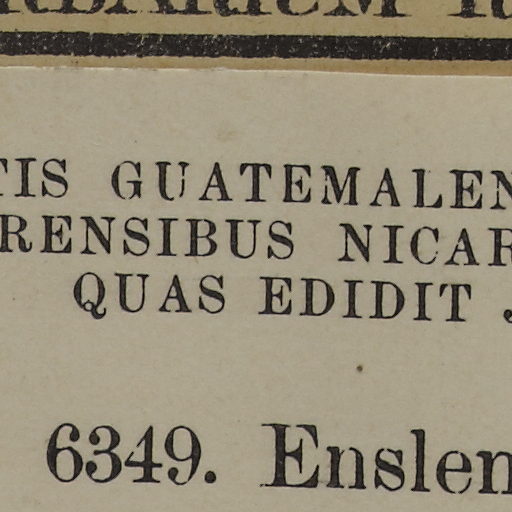 TIS GUATEMALEN
RENSIBUS NICAR
QUAS EDIDIT J
6349. Enslen